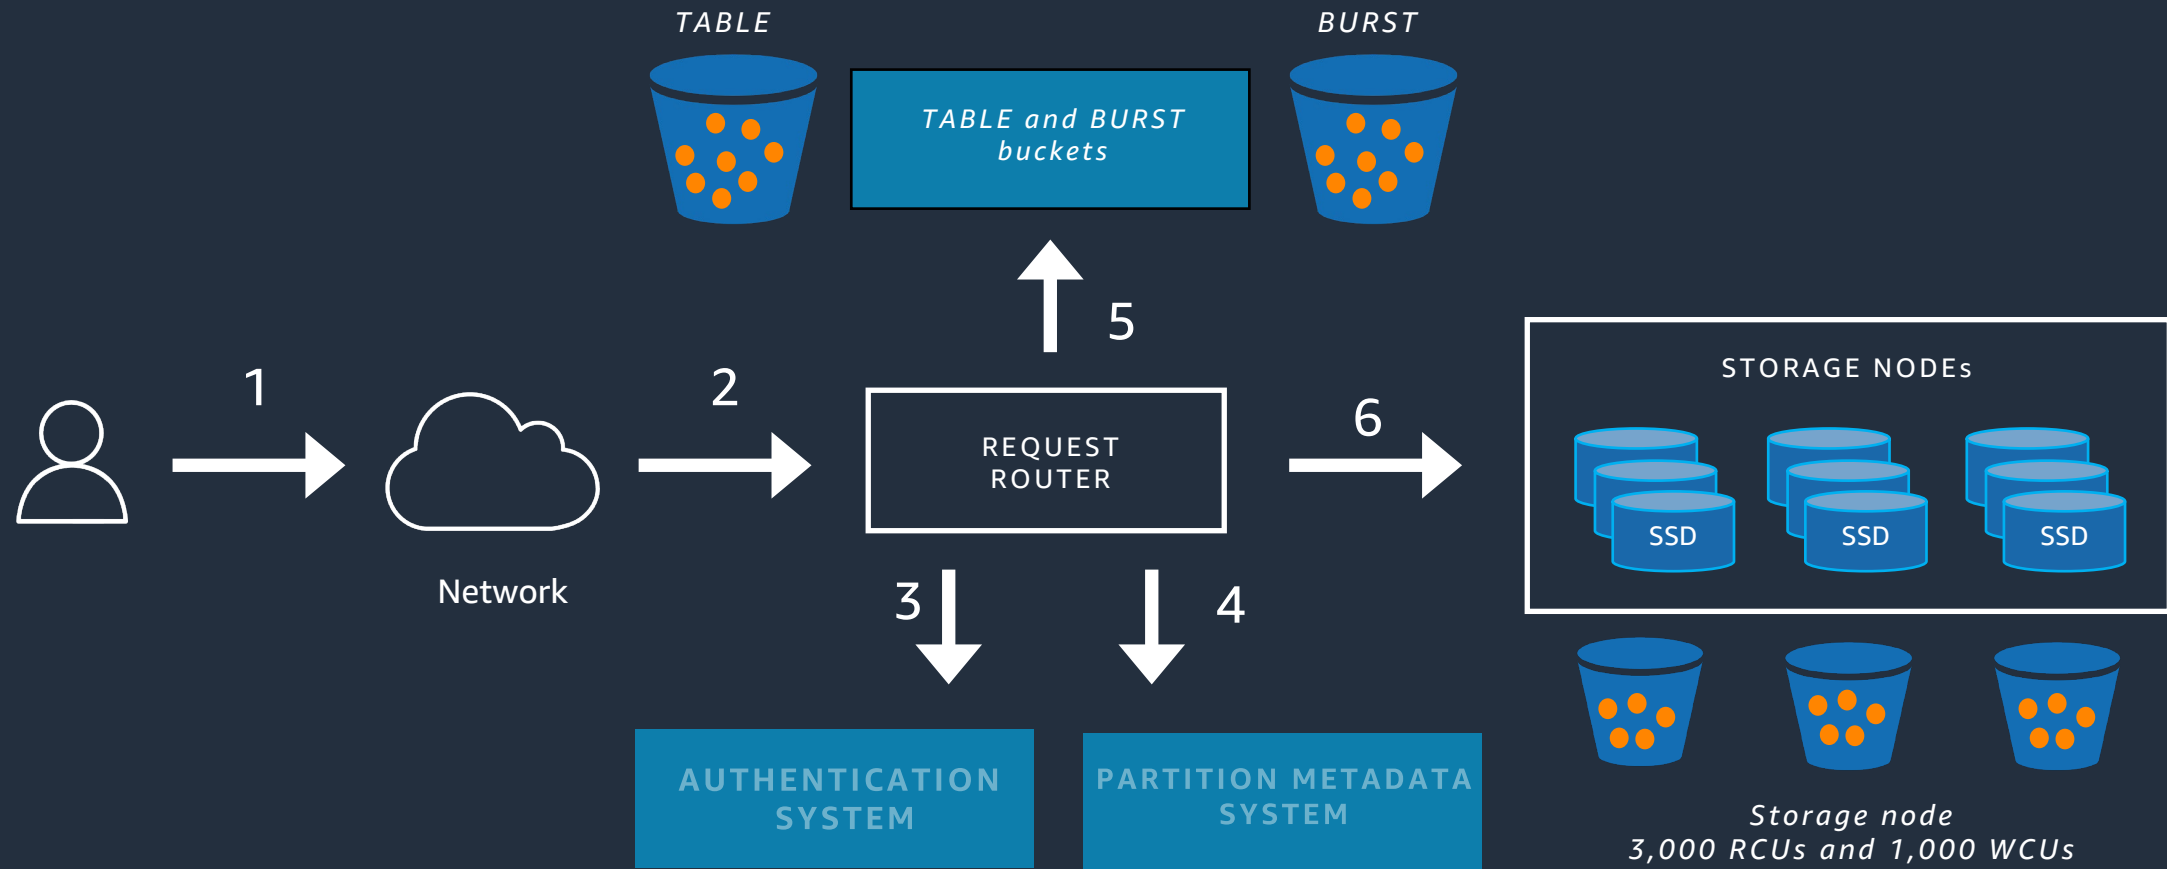 TABLE
BURST
TABLE and BURST
buckets
5
1
2
6
REQUEST
ROUTER
STORAGE NODEs
SSD
SSD
SSD
Network
3
4
AUTHENTICATION
SYSTEM
PARTITION METADATA
SYSTEM
Storage node
3,000 RCUs and 1,000 WCUs